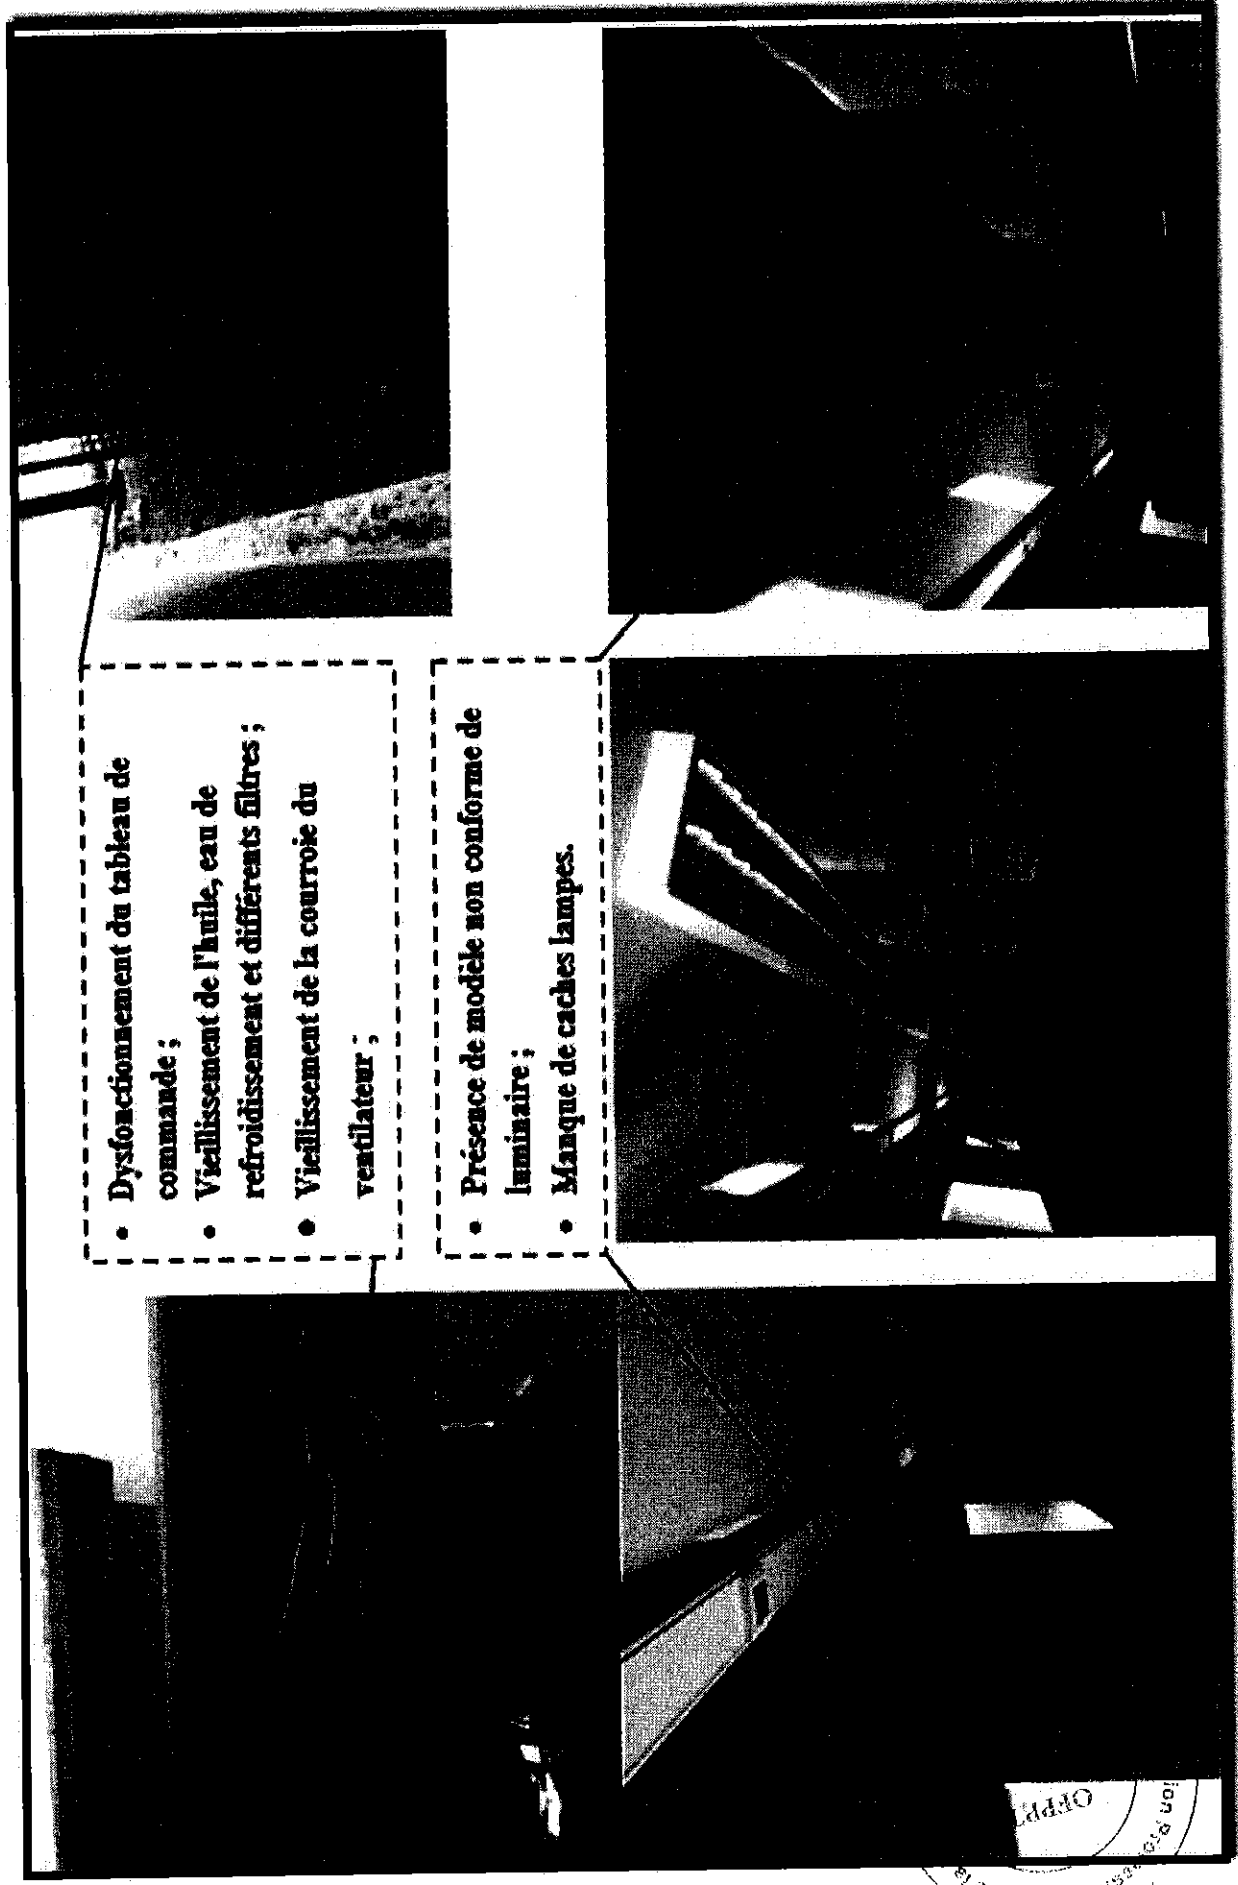 • Dysfonctionnement du tableau de
commande ;
• Vieillissement de l'huile, eau de
refroidissement et différents filtres ;
• Vieillissement de la courroie du
ventilateur ;
• Présence de modèle non conforme de
luminaire ;
• Manque de caches lampes.
OFPPT